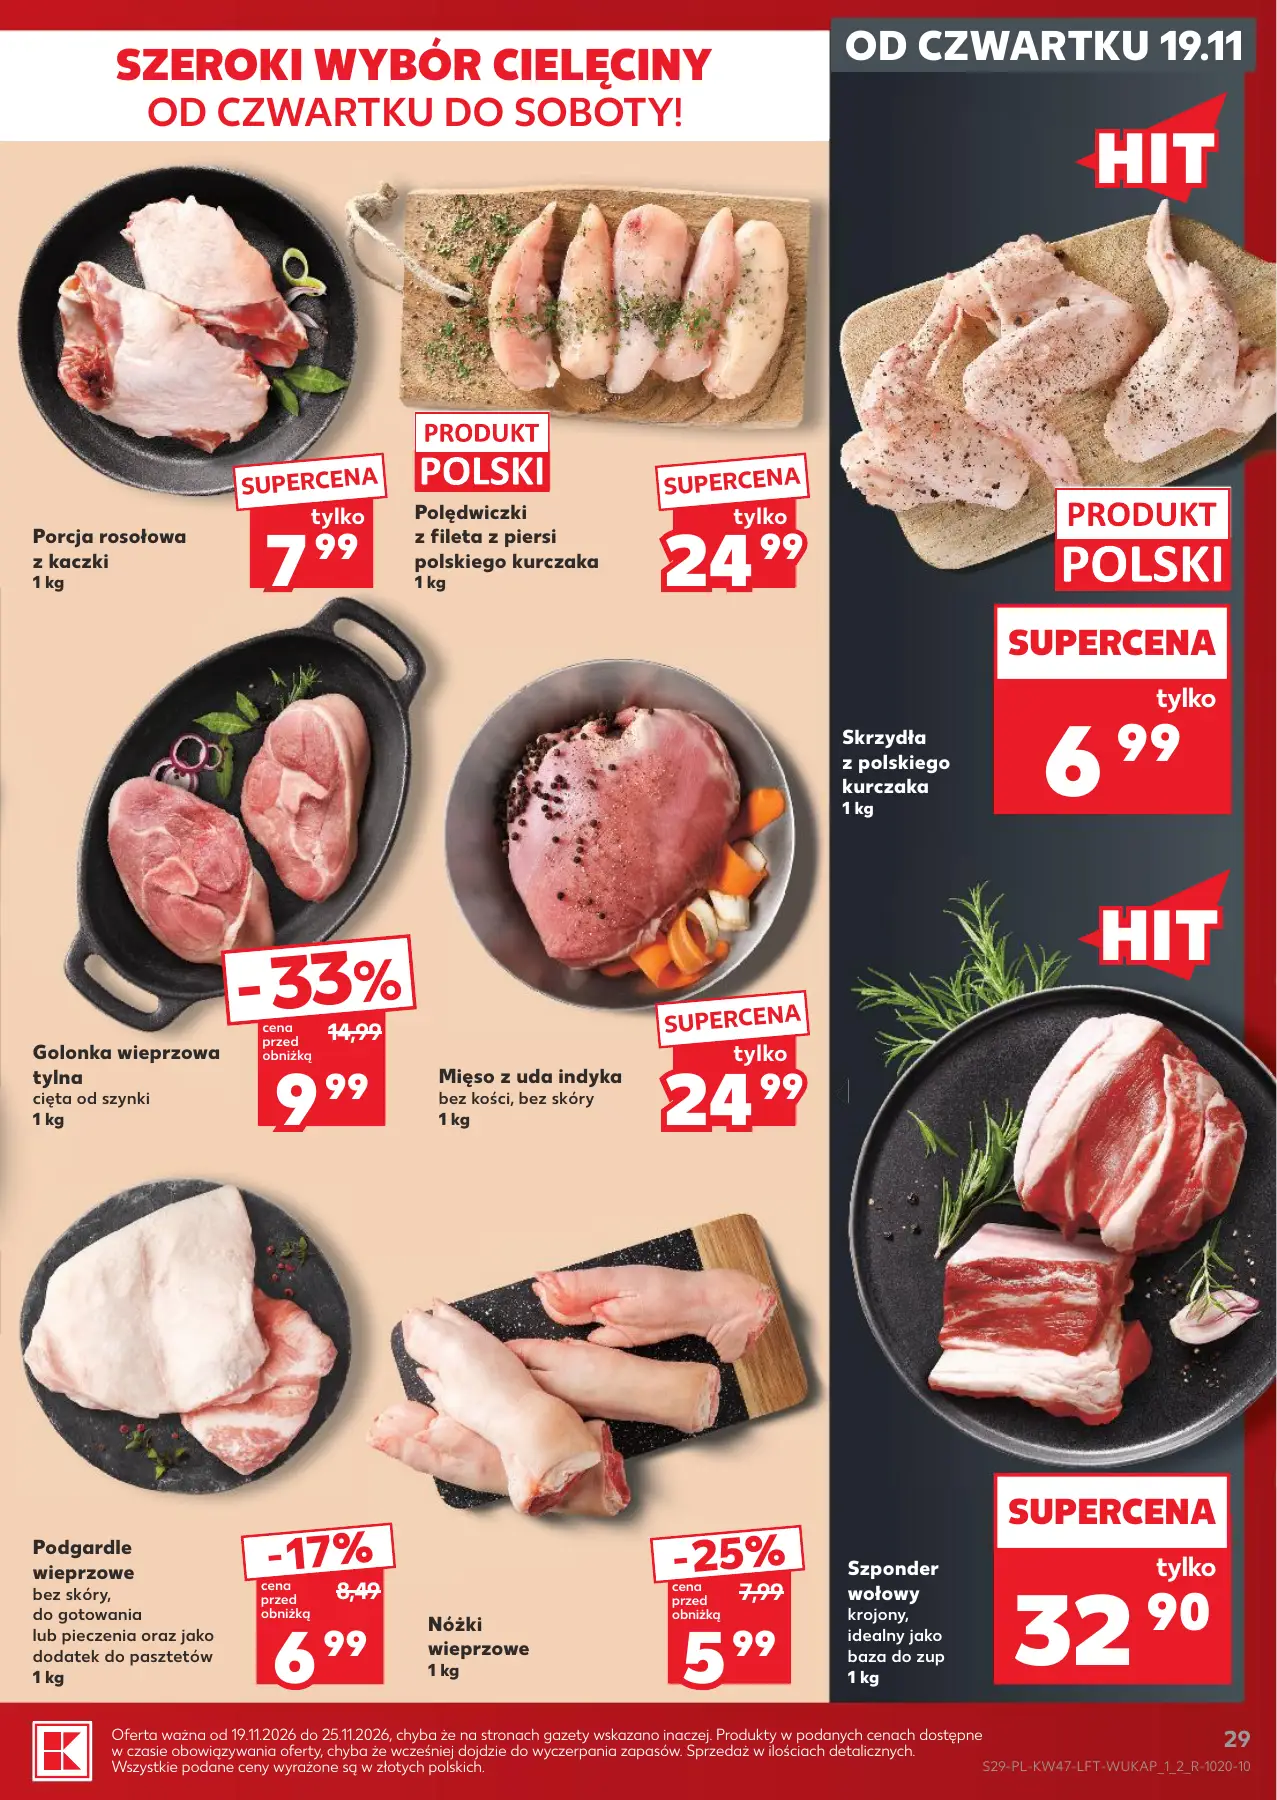 SZEROKI WYBÓR CIELĘCINY
OD CZWARTKU DO SOBOTY!
OD CZWARTKU 19.11
HIT
SUPERCENA
tylko
7 99
Porcja rosołowa
z kaczki
1 kg
PRODUKT
POLSKI
Polędwiczki
z fileta z piersi
polskiego kurczaka
1 kg
SUPERCENA
tylko
24 99
PRODUKT
POLSKI
SUPERCENA
tylko
6 99
Skrzydła
z polskiego
kurczaka
1 kg
-33%
cena
przed
obniżką
14,99
9 99
Golonka wieprzowa
tylna
cięta od szynki
1 kg
SUPERCENA
tylko
24 99
Mięso z uda indyka
bez kości, bez skóry
1 kg
HIT
Podgardle
wieprzowe
bez skóry,
do gotowania
lub pieczenia oraz jako
dodatek do pasztetów
1 kg
-17%
cena
przed
obniżką
8,49
6 99
Nóżki
wieprzowe
1 kg
-25%
cena
przed
obniżką
7,99
5 99
SUPERCENA
tylko
32 90
Szponder
wołowy
krojony,
idealny jako
baza do zup
1 kg
Oferta ważna od 19.11.2026 do 25.11.2026, chyba że na stronach gazety wskazano inaczej. Produkty w podanych cenach dostępne
w czasie obowiązywania oferty, chyba że wcześniej dojdzie do wyczerpania zapasów. Sprzedaż w ilościach detalicznych.
Wszystkie podane ceny wyrażone są w złotych polskich.
29
S29-PL-KW47-LFT-WUKAP_1_2_R-1020-10